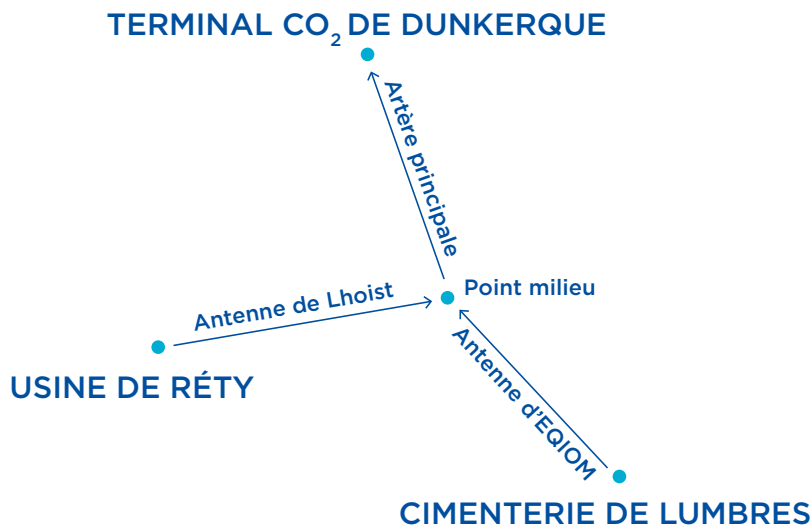 TERMINAL CO₂ DE DUNKERQUE
Artère principale
Point milieu
Antenne de Lhoist
USINE DE RÉTY
Antenne d’EQIOM
CIMENTERIE DE LUMBRES